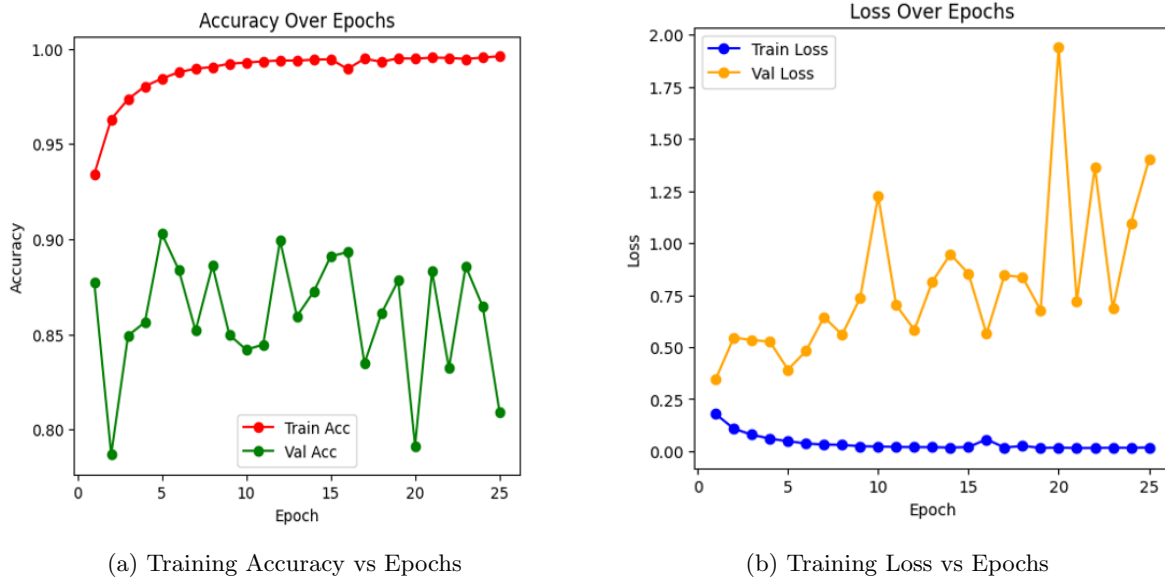 Accuracy Over Epochs
1.00
0.95
0.90
0.85
0.80
Accuracy
Train Acc
Val Acc
0
5
10
15
20
25
Epoch
(a) Training Accuracy vs Epochs
Loss Over Epochs
Train Loss
Val Loss
2.00
1.75
1.50
1.25
1.00
0.75
0.50
0.25
0.00
Loss
0
5
10
15
20
25
Epoch
(b) Training Loss vs Epochs